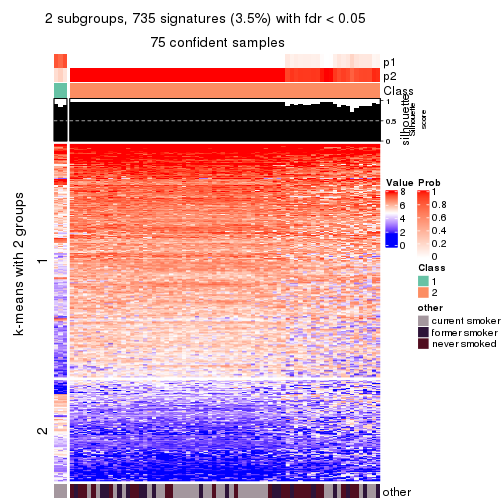 2 subgroups, 735 signatures (3.5%) with fdr < 0.05
75 confident samples
p1
p2
Class
silhouette
Silhouette
score
1
0.5
0
k-means with 2 groups
1
2
Value
8
6
4
2
0
Prob
1
0.8
0.6
0.4
0.2
0
Class
1
2
other
current smoker
former smoker
never smoked
other